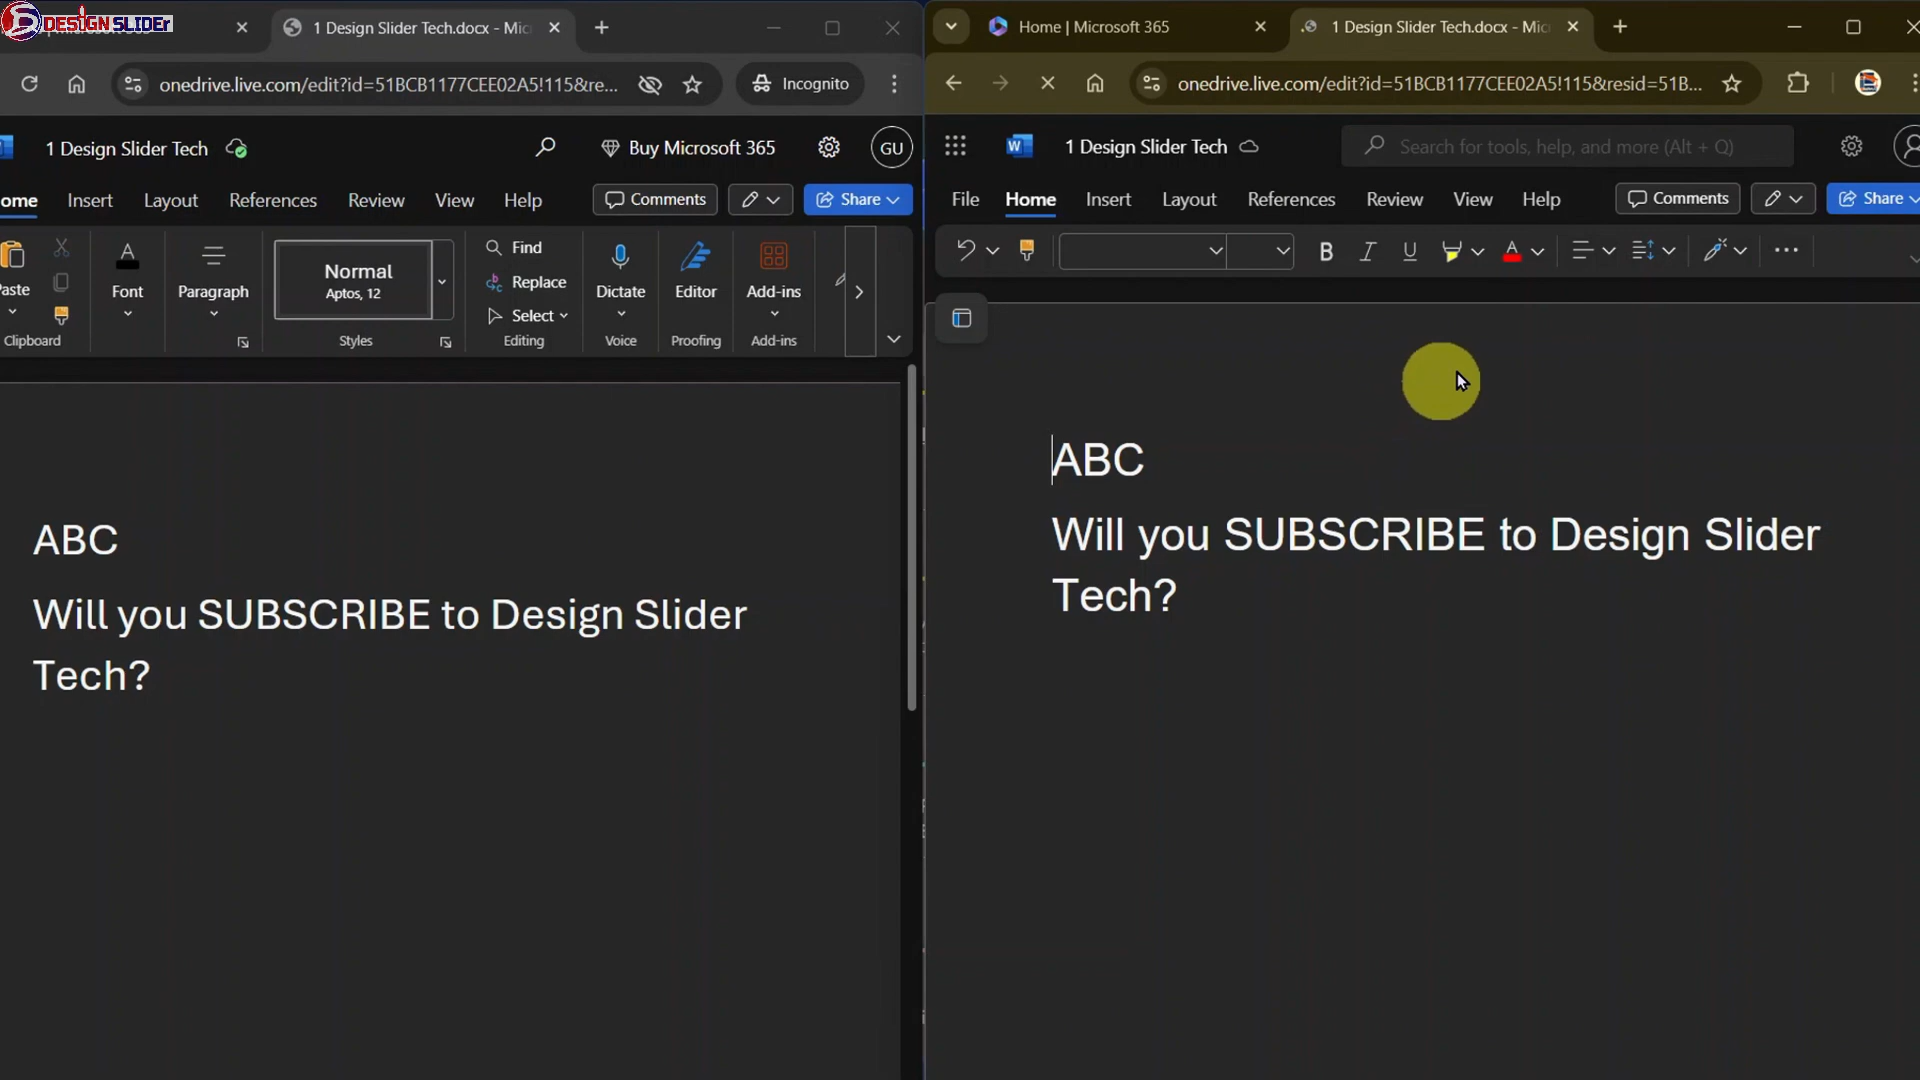 DESIGN SLIDEr
1 Design Slider Tech.docx - Mic
onedrive.live.com/edit?id=51BCB1177CEE02A5!115&re...
Incognito
1 Design Slider Tech
Buy Microsoft 365
GU
ome
Insert
Layout
References
Review
View
Help
Comments
Share
Paste
Clipboard
Font
Paragraph
Normal
Aptos, 12
Styles
Find
Replace
Select
Editing
Dictate
Voice
Editor
Proofing
Add-ins
Add-ins
ABC
Will you SUBSCRIBE to Design Slider
Tech?
Home | Microsoft 365
1 Design Slider Tech.docx - Mic
onedrive.live.com/edit?id=51BCB1177CEE02A5!115&resid=51B...
W
1 Design Slider Tech
Search for tools, help, and more (Alt + Q)
File
Home
Insert
Layout
References
Review
View
Help
Comments
Share
B
I
U
A
ABC
Will you SUBSCRIBE to Design Slider
Tech?